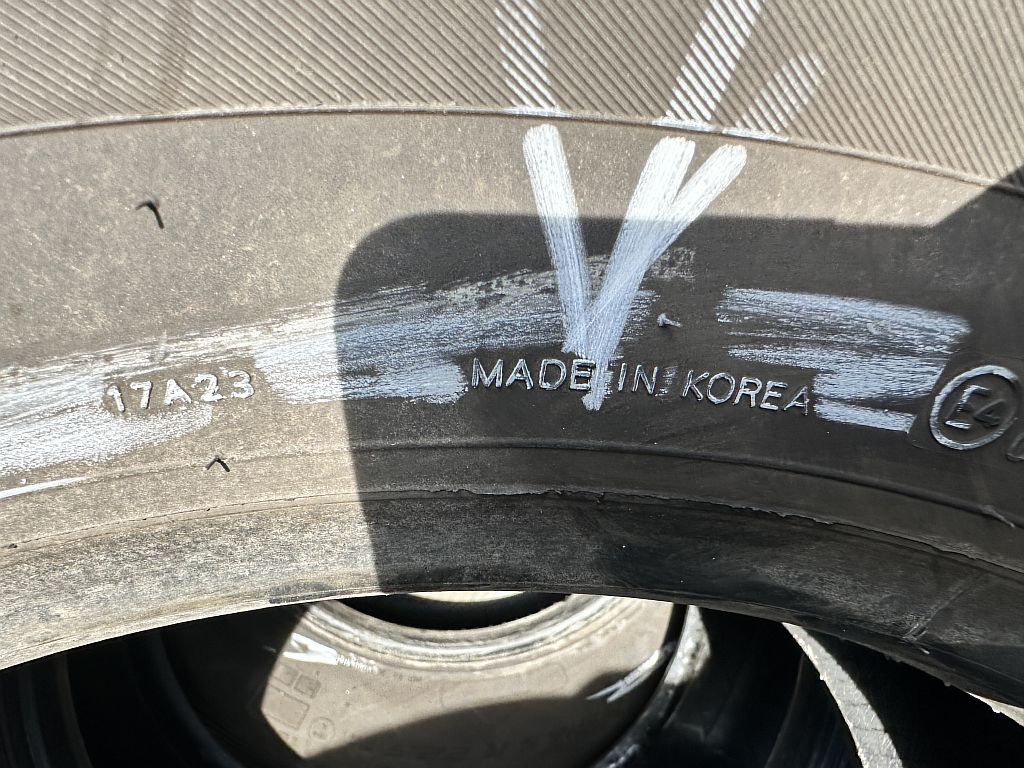 V
17A23 MADE IN KOREA E4